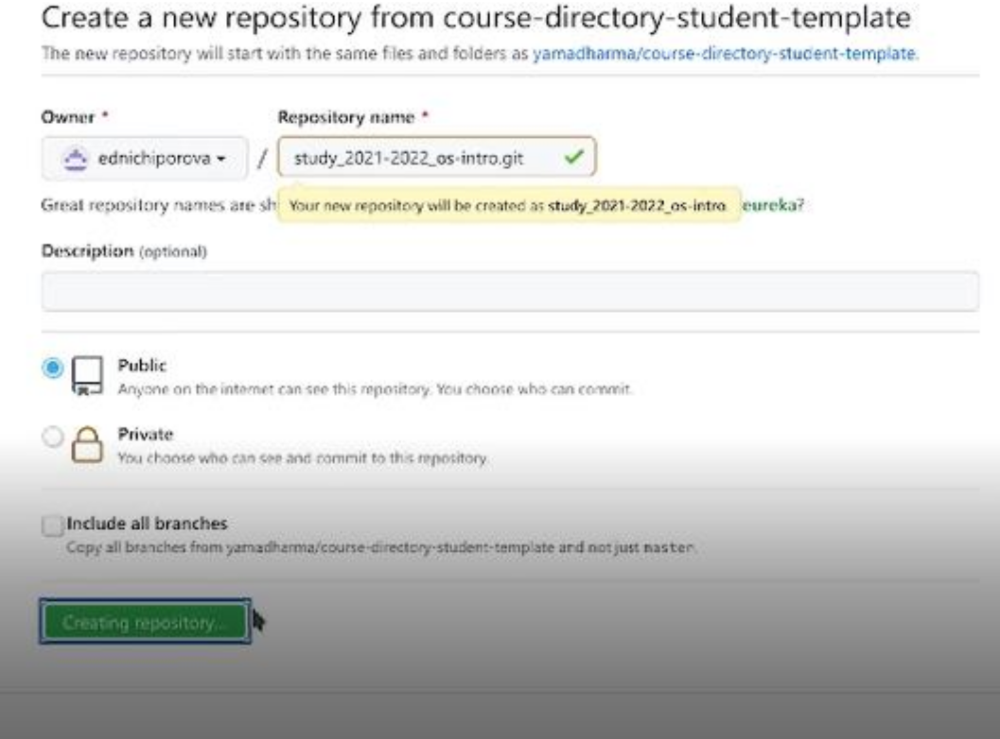 Create a new repository from course-directory-student-template
The new repository will start with the same files and folders as yamadharma/course-directory-student-template.
Owner *
Repository name *
ednichiporova / study_2021-2022_os-intro.git
Great repository names are sh
Your new repository will be created as study_2021-2022_os-intro.
eureka?
Description (optional)
Public
Anyone on the internet can see this repository. You choose who can commit.
Private
You choose who can see and commit to this repository.
Include all branches
Copy all branches from yamadharma/course-directory-student-template and not just master.
Creating repository...